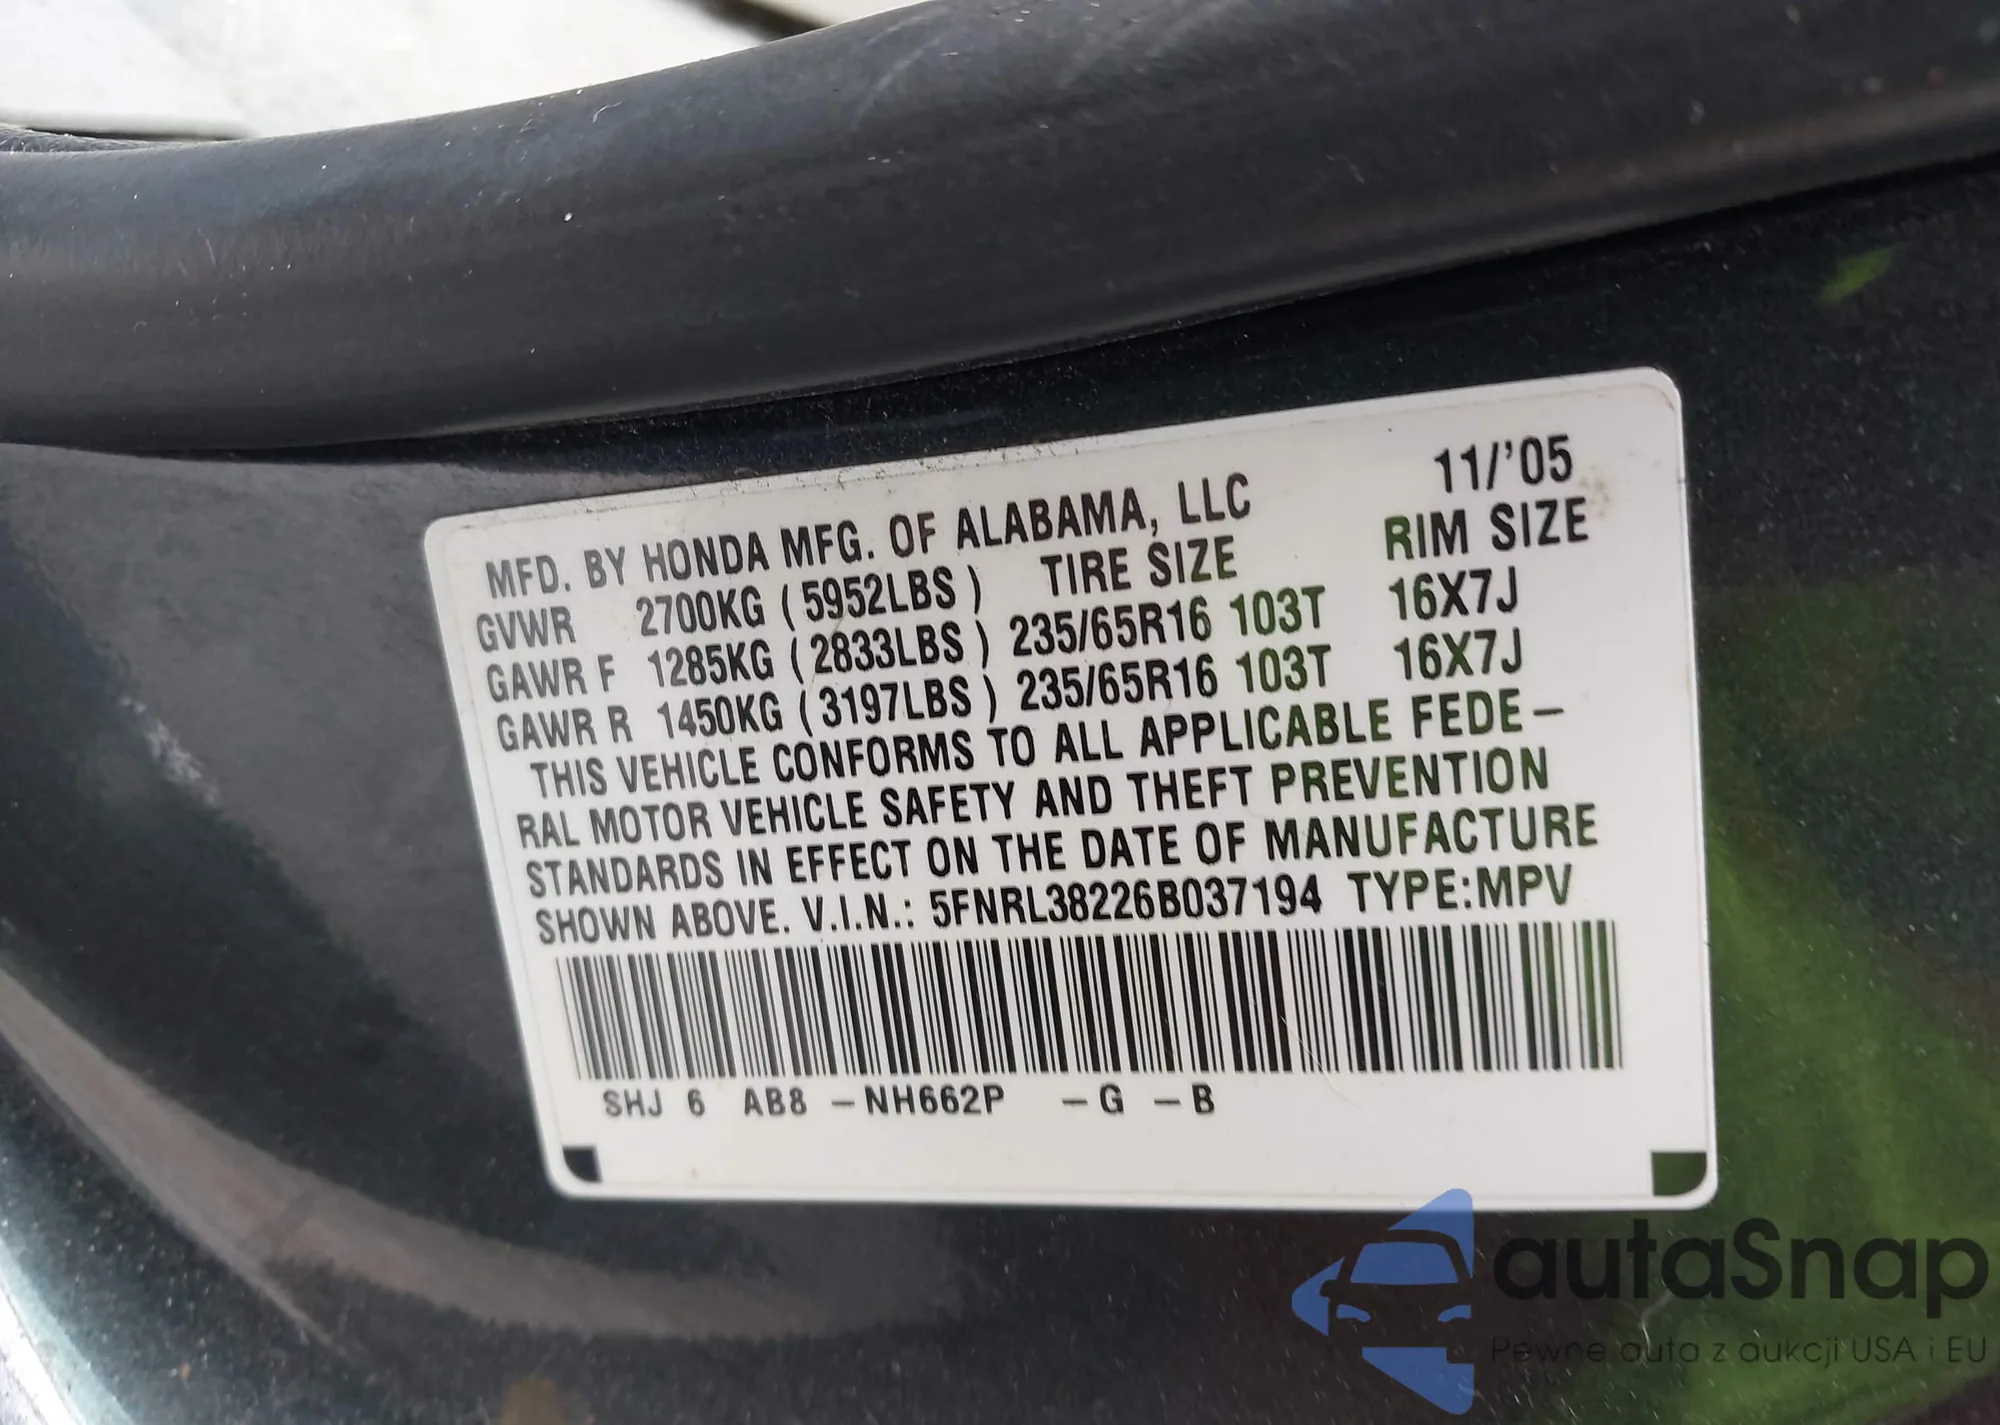 MFD. BY HONDA MFG. OF ALABAMA, LLC 11/'05
GVWR 2700KG (5952LBS) TIRE SIZE RIM SIZE
GAWR F 1285KG (2833LBS) 235/65R16 103T 16X7J
GAWR R 1450KG (3197LBS) 235/65R16 103T 16X7J
THIS VEHICLE CONFORMS TO ALL APPLICABLE FEDE-
RAL MOTOR VEHICLE SAFETY AND THEFT PREVENTION
STANDARDS IN EFFECT ON THE DATE OF MANUFACTURE
SHOWN ABOVE. V.I.N.: 5FNRL38226B037194 TYPE:MPV
SHJ 6 AB8 -NH662P -G -B
autaSnap
Pewne auta z aukcji USA i EU